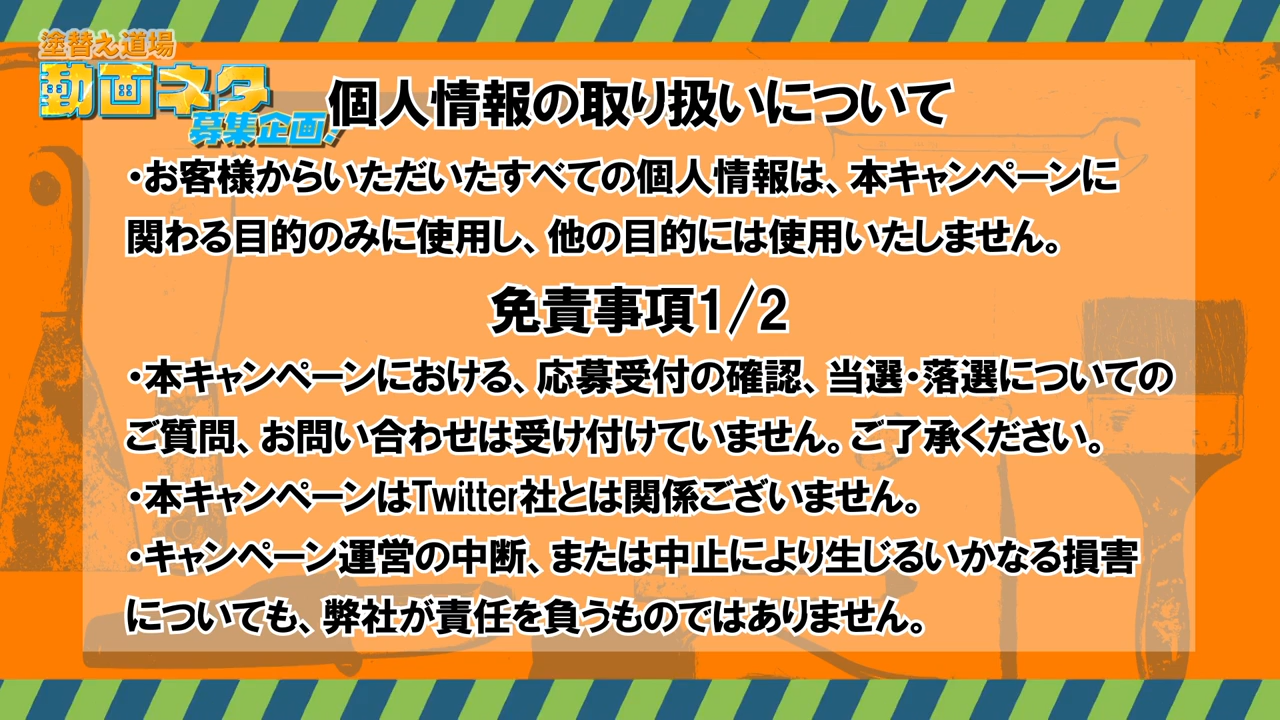 塗替え道場
動画ネタ
募集企画!
個人情報の取り扱いについて
・お客様からいただいたすべての個人情報は、本キャンペーンに
関わる目的のみに使用し、他の目的には使用いたしません。
免責事項1/2
・本キャンペーンにおける、応募受付の確認、当選・落選についての
ご質問、お問い合わせは受け付けていません。ご了承ください。
・本キャンペーンはTwitter社とは関係ございません。
・キャンペーン運営の中断、または中止により生じるいかなる損害
についても、弊社が責任を負うものではありません。